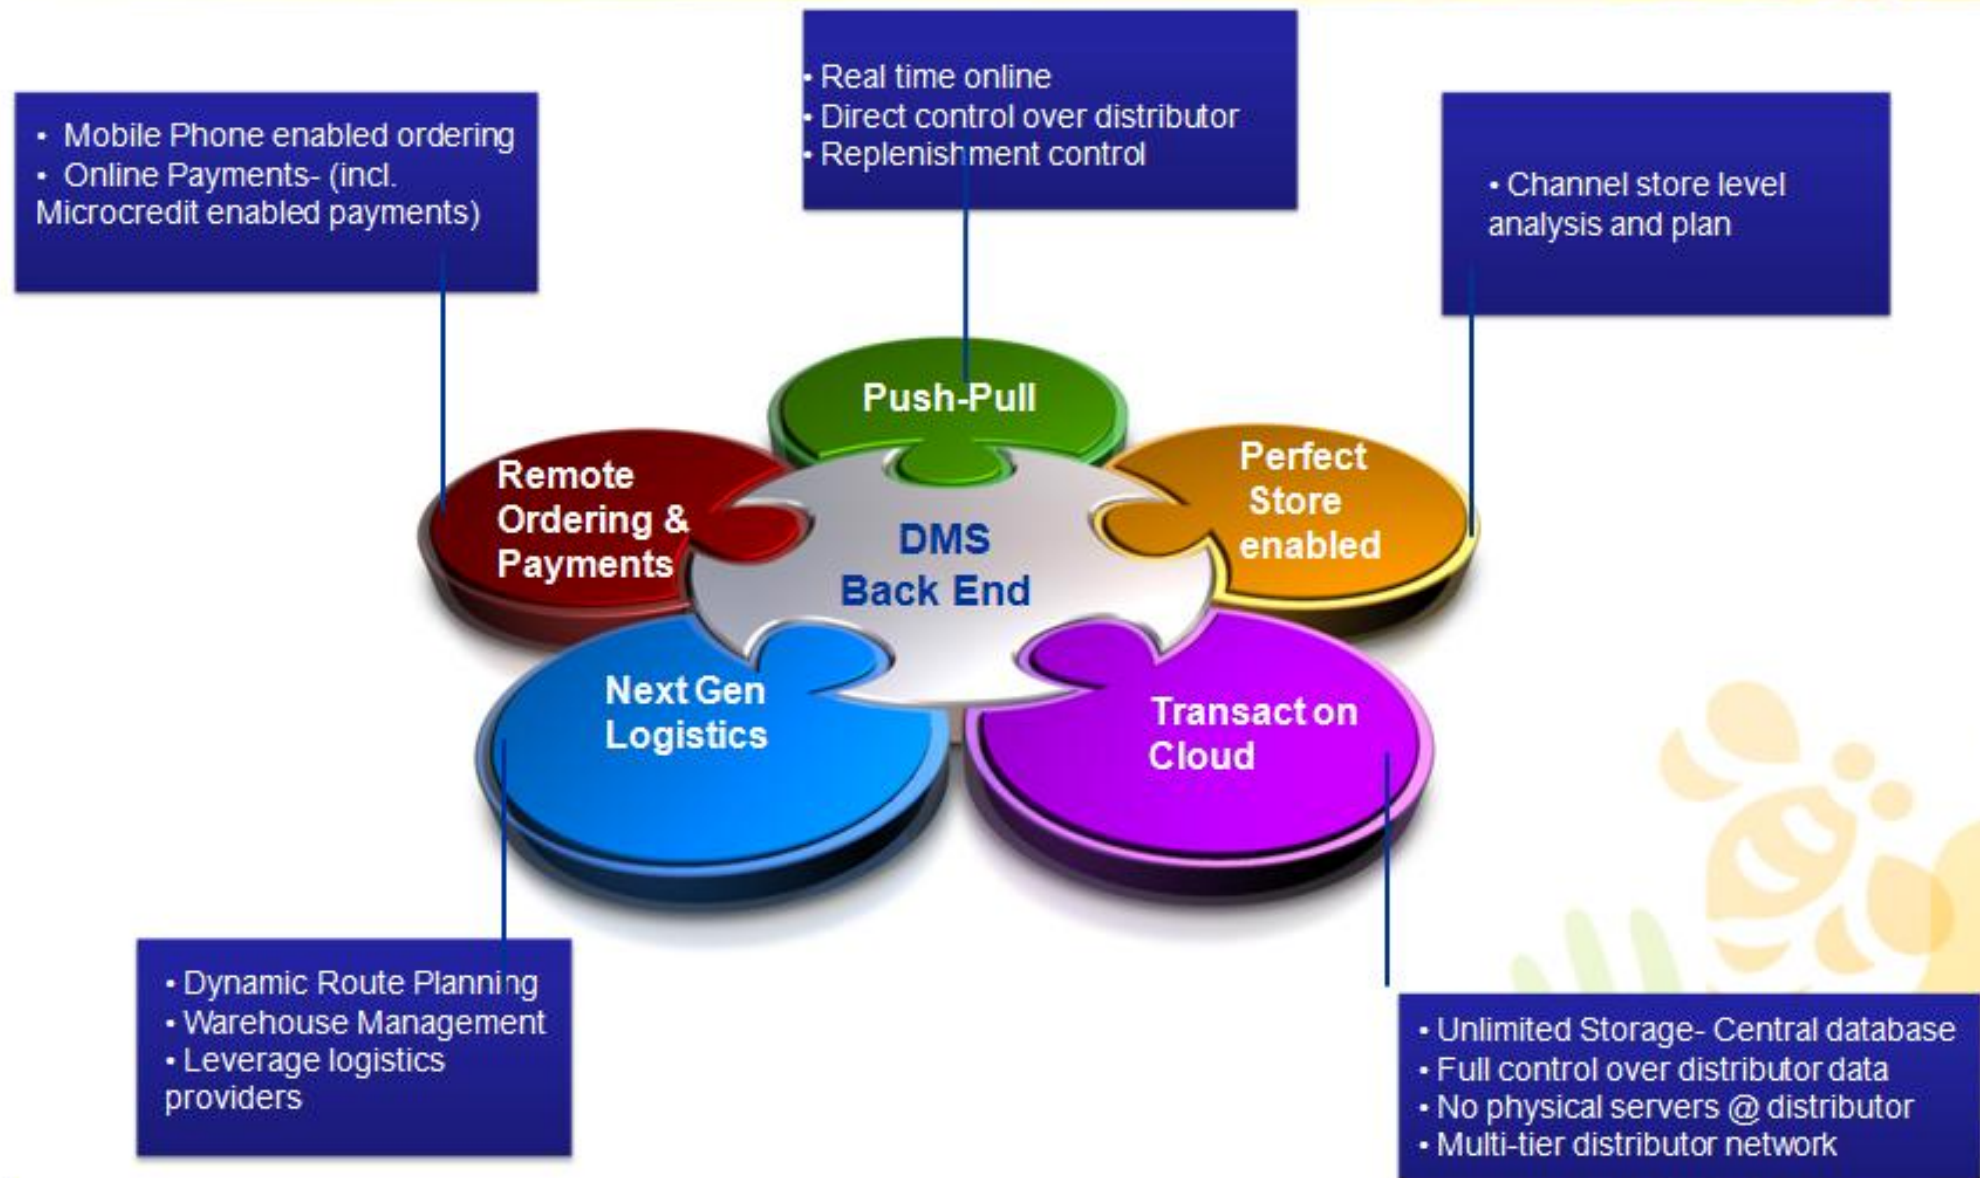 • Mobile Phone enabled ordering
• Online Payments- (incl.
Microcredit enabled payments)
• Real time online
• Direct control over distributor
• Replenishment control
• Channel store level
analysis and plan
Push-Pull
Remote
Ordering &
Payments
Perfect
Store
enabled
DMS
Back End
Next Gen
Logistics
Transact on
Cloud
• Dynamic Route Planning
• Warehouse Management
• Leverage logistics
providers
• Unlimited Storage- Central database
• Full control over distributor data
• No physical servers @ distributor
• Multi-tier distributor network